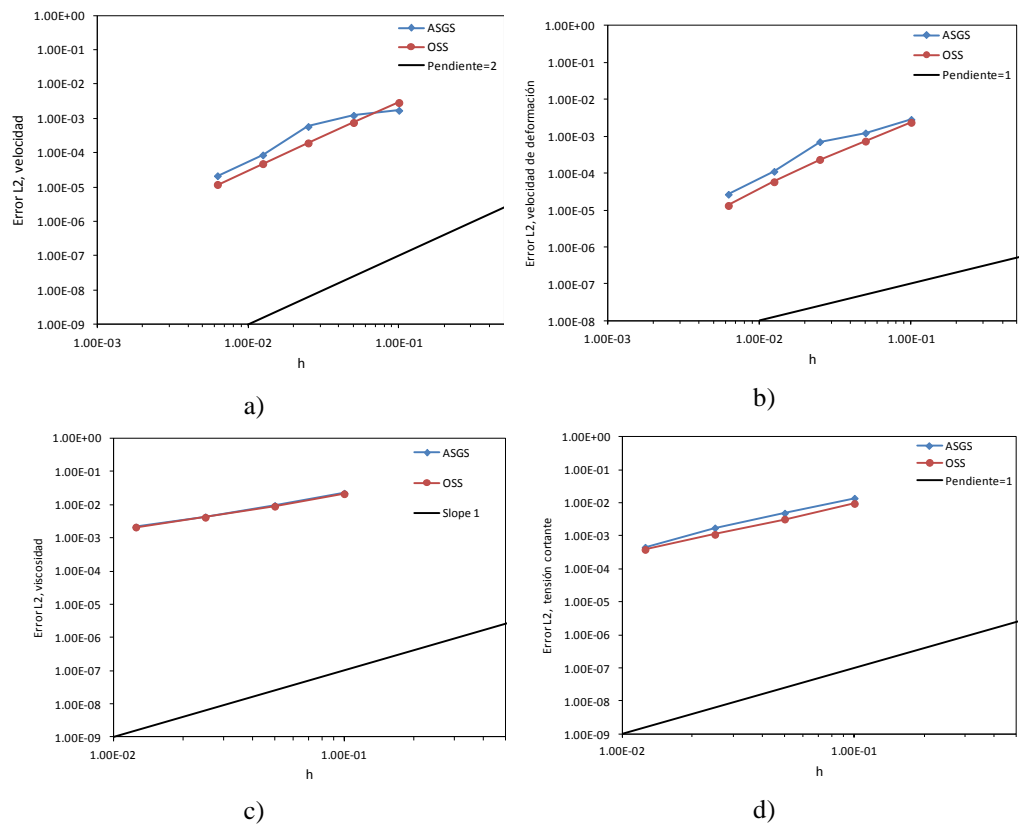 1.00E+00
1.00E-01
1.00E-02
1.00E-03
1.00E-04
1.00E-05
1.00E-06
1.00E-07
1.00E-08
1.00E-09
1.00E-03 1.00E-02 1.00E-01
Error L2, velocidad
h
ASGS
OSS
Pendiente=2
a)
1.00E+00
1.00E-01
1.00E-02
1.00E-03
1.00E-04
1.00E-05
1.00E-06
1.00E-07
1.00E-08
1.00E-03 1.00E-02 1.00E-01
Error L2, velocidad de deformación
h
ASGS
OSS
Pendiente=1
b)
1.00E+00
1.00E-01
1.00E-02
1.00E-03
1.00E-04
1.00E-05
1.00E-06
1.00E-07
1.00E-08
1.00E-09
1.00E-02 1.00E-01
Error L2, viscosidad
h
ASGS
OSS
Slope 1
c)
1.00E+00
1.00E-01
1.00E-02
1.00E-03
1.00E-04
1.00E-05
1.00E-06
1.00E-07
1.00E-08
1.00E-09
1.00E-02 1.00E-01
Error L2, tensión cortante
h
ASGS
OSS
Pendiente=1
d)